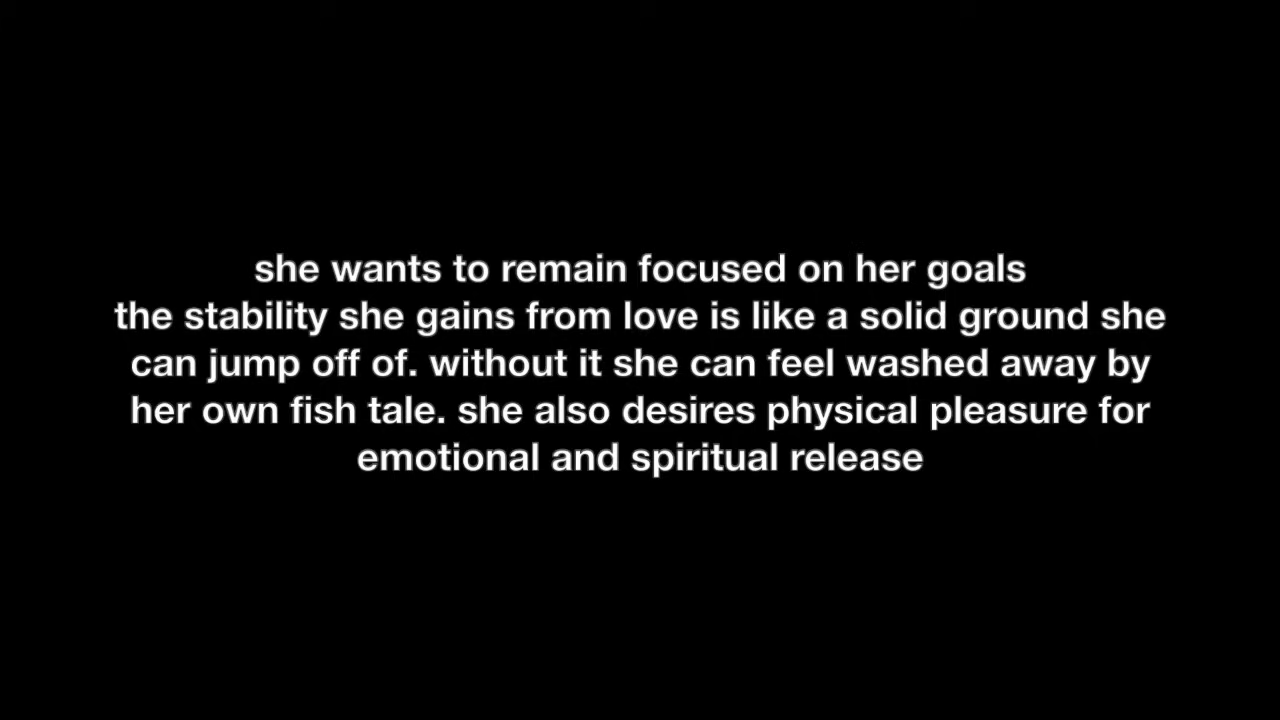 she wants to remain focused on her goals
the stability she gains from love is like a solid ground she
can jump off of. without it she can feel washed away by
her own fish tale. she also desires physical pleasure for
emotional and spiritual release